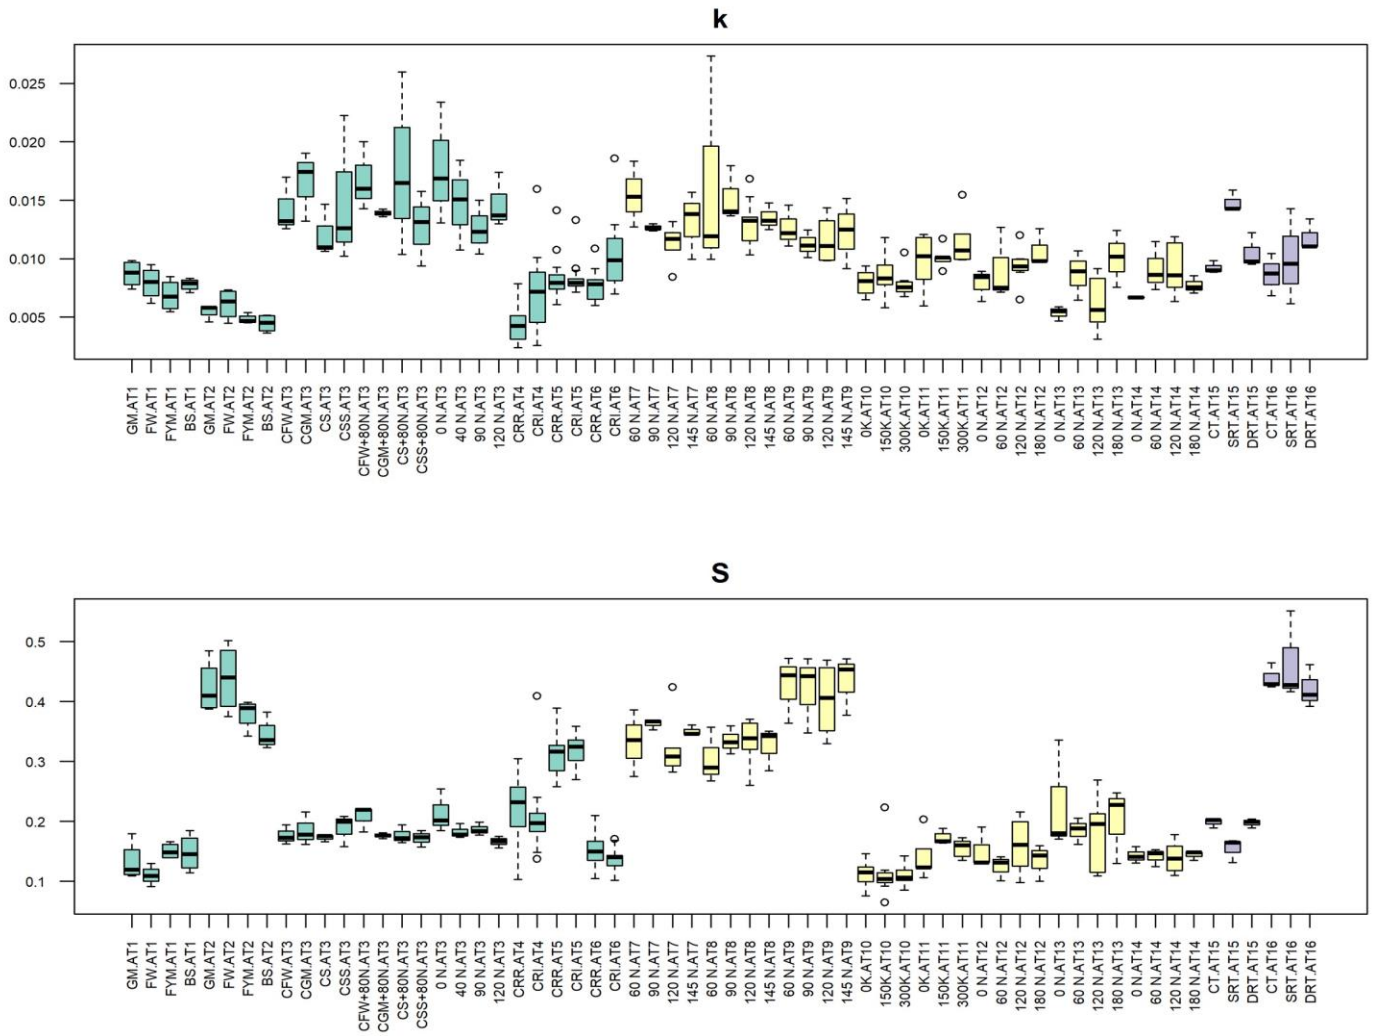 k
0.025
0.020
0.015
0.010
0.005
GM.AT1
FW.AT1
FYM.AT1
BS.AT1
GM.AT2
FW.AT2
FYM.AT2
BS.AT2
CFW.AT3
CGM.AT3
CS.AT3
CSS.AT3
CFW+80N.AT3
CGM+80N.AT3
CS+80N.AT3
CSS+80N.AT3
0 N.AT3
40 N.AT3
90 N.AT3
120 N.AT3
CRR.AT4
CRI.AT4
CRR.AT5
CRI.AT5
CRR.AT6
CRI.AT6
60 N.AT7
90 N.AT7
120 N.AT7
145 N.AT7
60 N.AT8
90 N.AT8
120 N.AT8
145 N.AT8
60 N.AT9
90 N.AT9
120 N.AT9
145 N.AT9
0K.AT10
150K.AT10
300K.AT10
0K.AT11
150K.AT11
300K.AT11
0 N.AT12
60 N.AT12
120 N.AT12
180 N.AT12
0 N.AT13
60 N.AT13
120 N.AT13
180 N.AT13
0 N.AT14
60 N.AT14
120 N.AT14
180 N.AT14
CT.AT15
SRT.AT15
DRT.AT15
CT.AT16
SRT.AT16
DRT.AT16
S
0.5
0.4
0.3
0.2
0.1
GM.AT1
FW.AT1
FYM.AT1
BS.AT1
GM.AT2
FW.AT2
FYM.AT2
BS.AT2
CFW.AT3
CGM.AT3
CS.AT3
CSS.AT3
CFW+80N.AT3
CGM+80N.AT3
CS+80N.AT3
CSS+80N.AT3
0 N.AT3
40 N.AT3
90 N.AT3
120 N.AT3
CRR.AT4
CRI.AT4
CRR.AT5
CRI.AT5
CRR.AT6
CRI.AT6
60 N.AT7
90 N.AT7
120 N.AT7
145 N.AT7
60 N.AT8
90 N.AT8
120 N.AT8
145 N.AT8
60 N.AT9
90 N.AT9
120 N.AT9
145 N.AT9
0K.AT10
150K.AT10
300K.AT10
0K.AT11
150K.AT11
300K.AT11
0 N.AT12
60 N.AT12
120 N.AT12
180 N.AT12
0 N.AT13
60 N.AT13
120 N.AT13
180 N.AT13
0 N.AT14
60 N.AT14
120 N.AT14
180 N.AT14
CT.AT15
SRT.AT15
DRT.AT15
CT.AT16
SRT.AT16
DRT.AT16